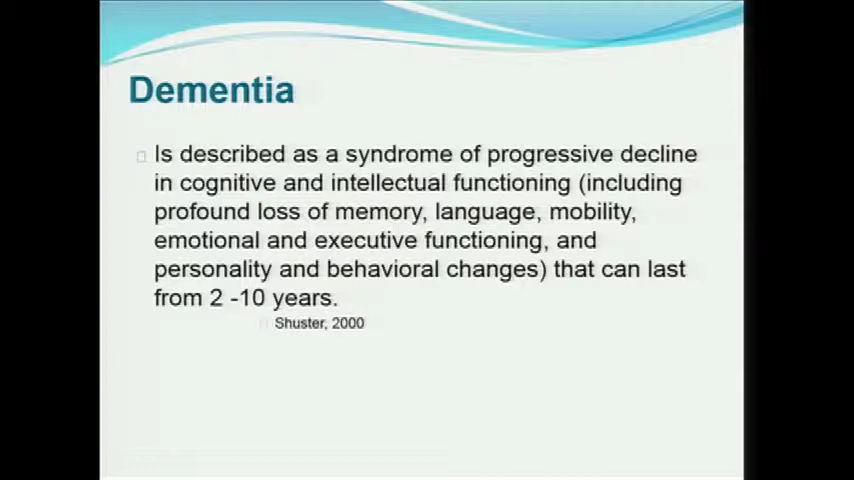 Dementia
Is described as a syndrome of progressive decline
in cognitive and intellectual functioning (including
profound loss of memory, language, mobility,
emotional and executive functioning, and
personality and behavioral changes) that can last
from 2 -10 years.
Shuster, 2000